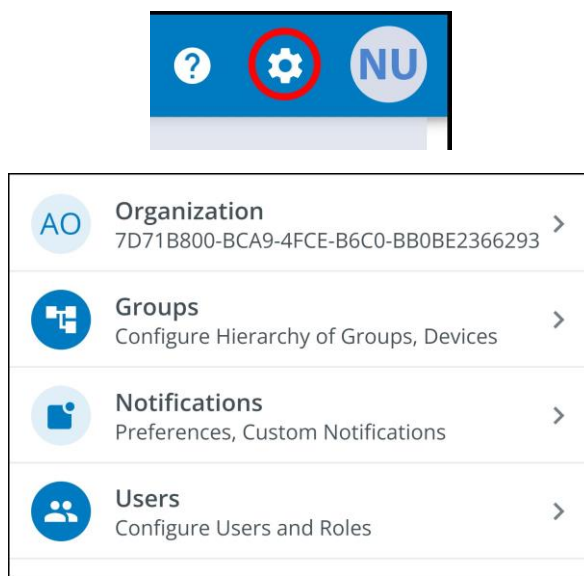 ?
NU
AO
Organization
7D71B800-BCA9-4FCE-B6C0-BB0BE2366293
Groups
Configure Hierarchy of Groups, Devices
Notifications
Preferences, Custom Notifications
Users
Configure Users and Roles